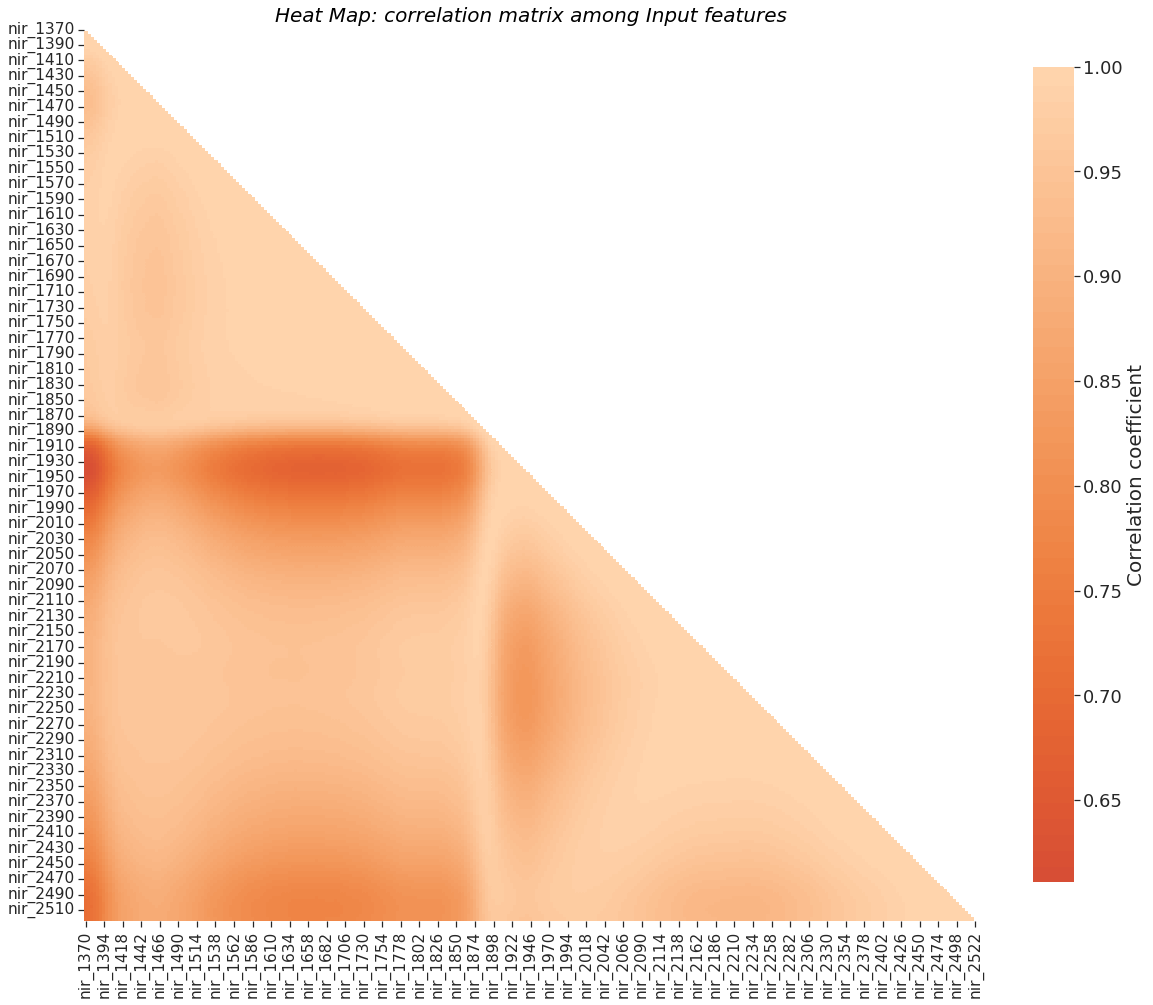 Heat Map: correlation matrix among Input features
nir_1370
nir_1390
nir_1410
nir_1430
nir_1450
nir_1470
nir_1490
nir_1510
nir_1530
nir_1550
nir_1570
nir_1590
nir_1610
nir_1630
nir_1650
nir_1670
nir_1690
nir_1710
nir_1730
nir_1750
nir_1770
nir_1790
nir_1810
nir_1830
nir_1850
nir_1870
nir_1890
nir_1910
nir_1930
nir_1950
nir_1970
nir_1990
nir_2010
nir_2030
nir_2050
nir_2070
nir_2090
nir_2110
nir_2130
nir_2150
nir_2170
nir_2190
nir_2210
nir_2230
nir_2250
nir_2270
nir_2290
nir_2310
nir_2330
nir_2350
nir_2370
nir_2390
nir_2410
nir_2430
nir_2450
nir_2470
nir_2490
nir_2510
nir_1370
nir_1394
nir_1418
nir_1442
nir_1466
nir_1490
nir_1514
nir_1538
nir_1562
nir_1586
nir_1610
nir_1634
nir_1658
nir_1682
nir_1706
nir_1730
nir_1754
nir_1778
nir_1802
nir_1826
nir_1850
nir_1874
nir_1898
nir_1922
nir_1946
nir_1970
nir_1994
nir_2018
nir_2042
nir_2066
nir_2090
nir_2114
nir_2138
nir_2162
nir_2186
nir_2210
nir_2234
nir_2258
nir_2282
nir_2306
nir_2330
nir_2354
nir_2378
nir_2402
nir_2426
nir_2450
nir_2474
nir_2498
nir_2522
1.00
0.95
0.90
0.85
0.80
0.75
0.70
0.65
Correlation coefficient